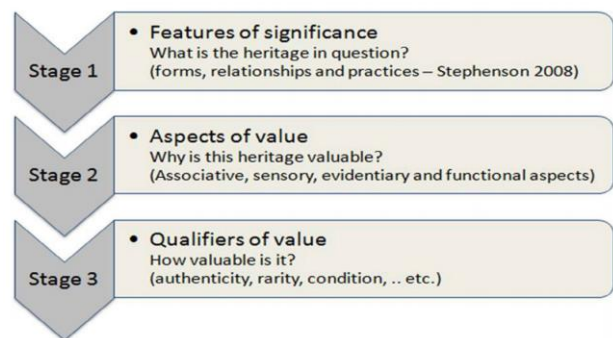 Stage 1
• Features of significance
What is the heritage in question?
(forms, relationships and practices – Stephenson 2008)
Stage 2
• Aspects of value
Why is this heritage valuable?
(Associative, sensory, evidentiary and functional aspects)
Stage 3
• Qualifiers of value
How valuable is it?
(authenticity, rarity, condition, .. etc.)